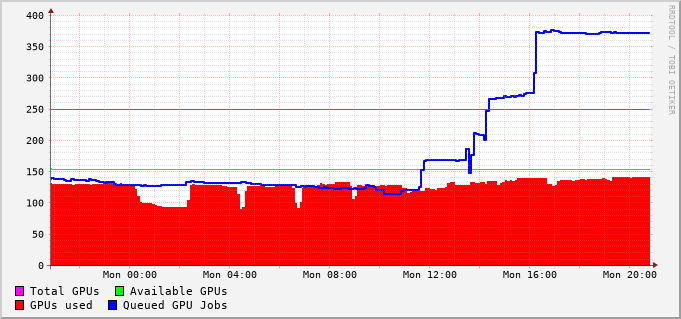 400
350
300
250
200
150
100
50
0
Mon 00:00 Mon 04:00 Mon 08:00 Mon 12:00 Mon 16:00 Mon 20:00
Total GPUs Available GPUs
GPUs used Queued GPU Jobs
RRDTOOL / TOBI OETIKER